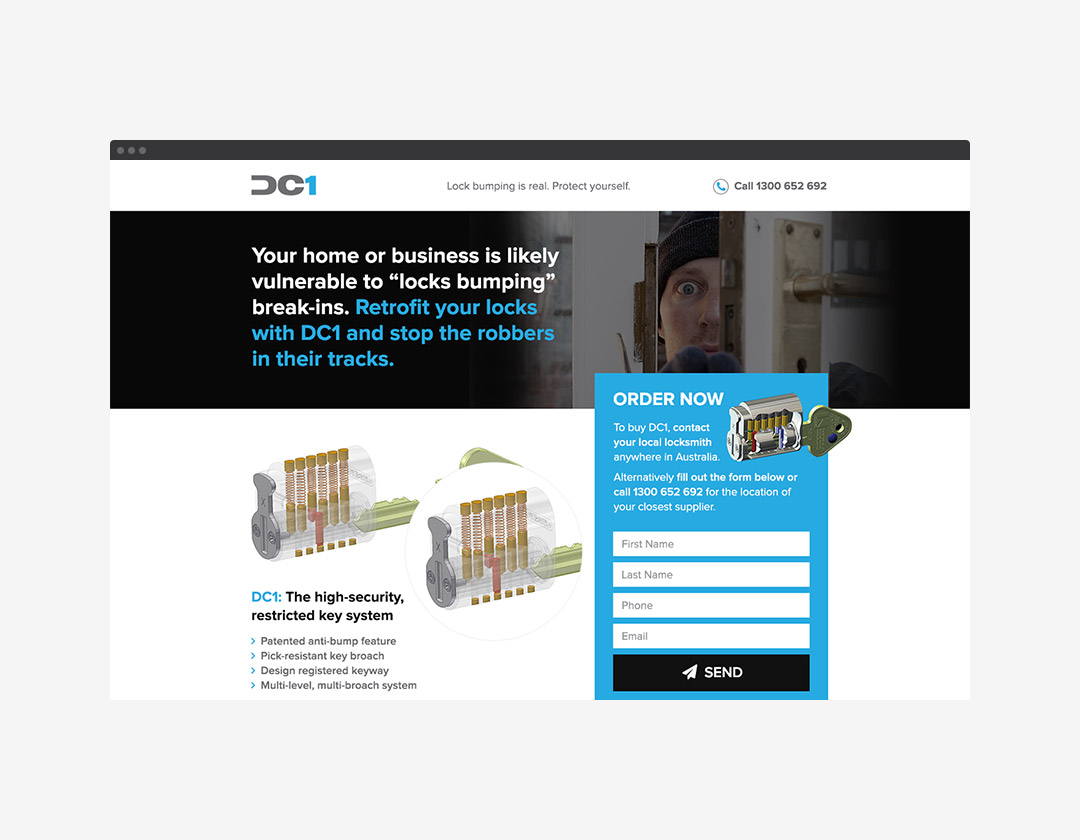 DC1
Lock bumping is real. Protect yourself.
Call 1300 652 692
Your home or business is likely
vulnerable to “locks bumping”
break-ins. Retrofit your locks
with DC1 and stop the robbers
in their tracks.
ORDER NOW
To buy DC1, contact
your local locksmith
anywhere in Australia.
Alternatively fill out the form below or
call 1300 652 692 for the location of
your closest supplier.
First Name
Last Name
Phone
Email
SEND
DC1: The high-security,
restricted key system
Patented anti-bump feature
Pick-resistant key broach
Design registered keyway
Multi-level, multi-broach system